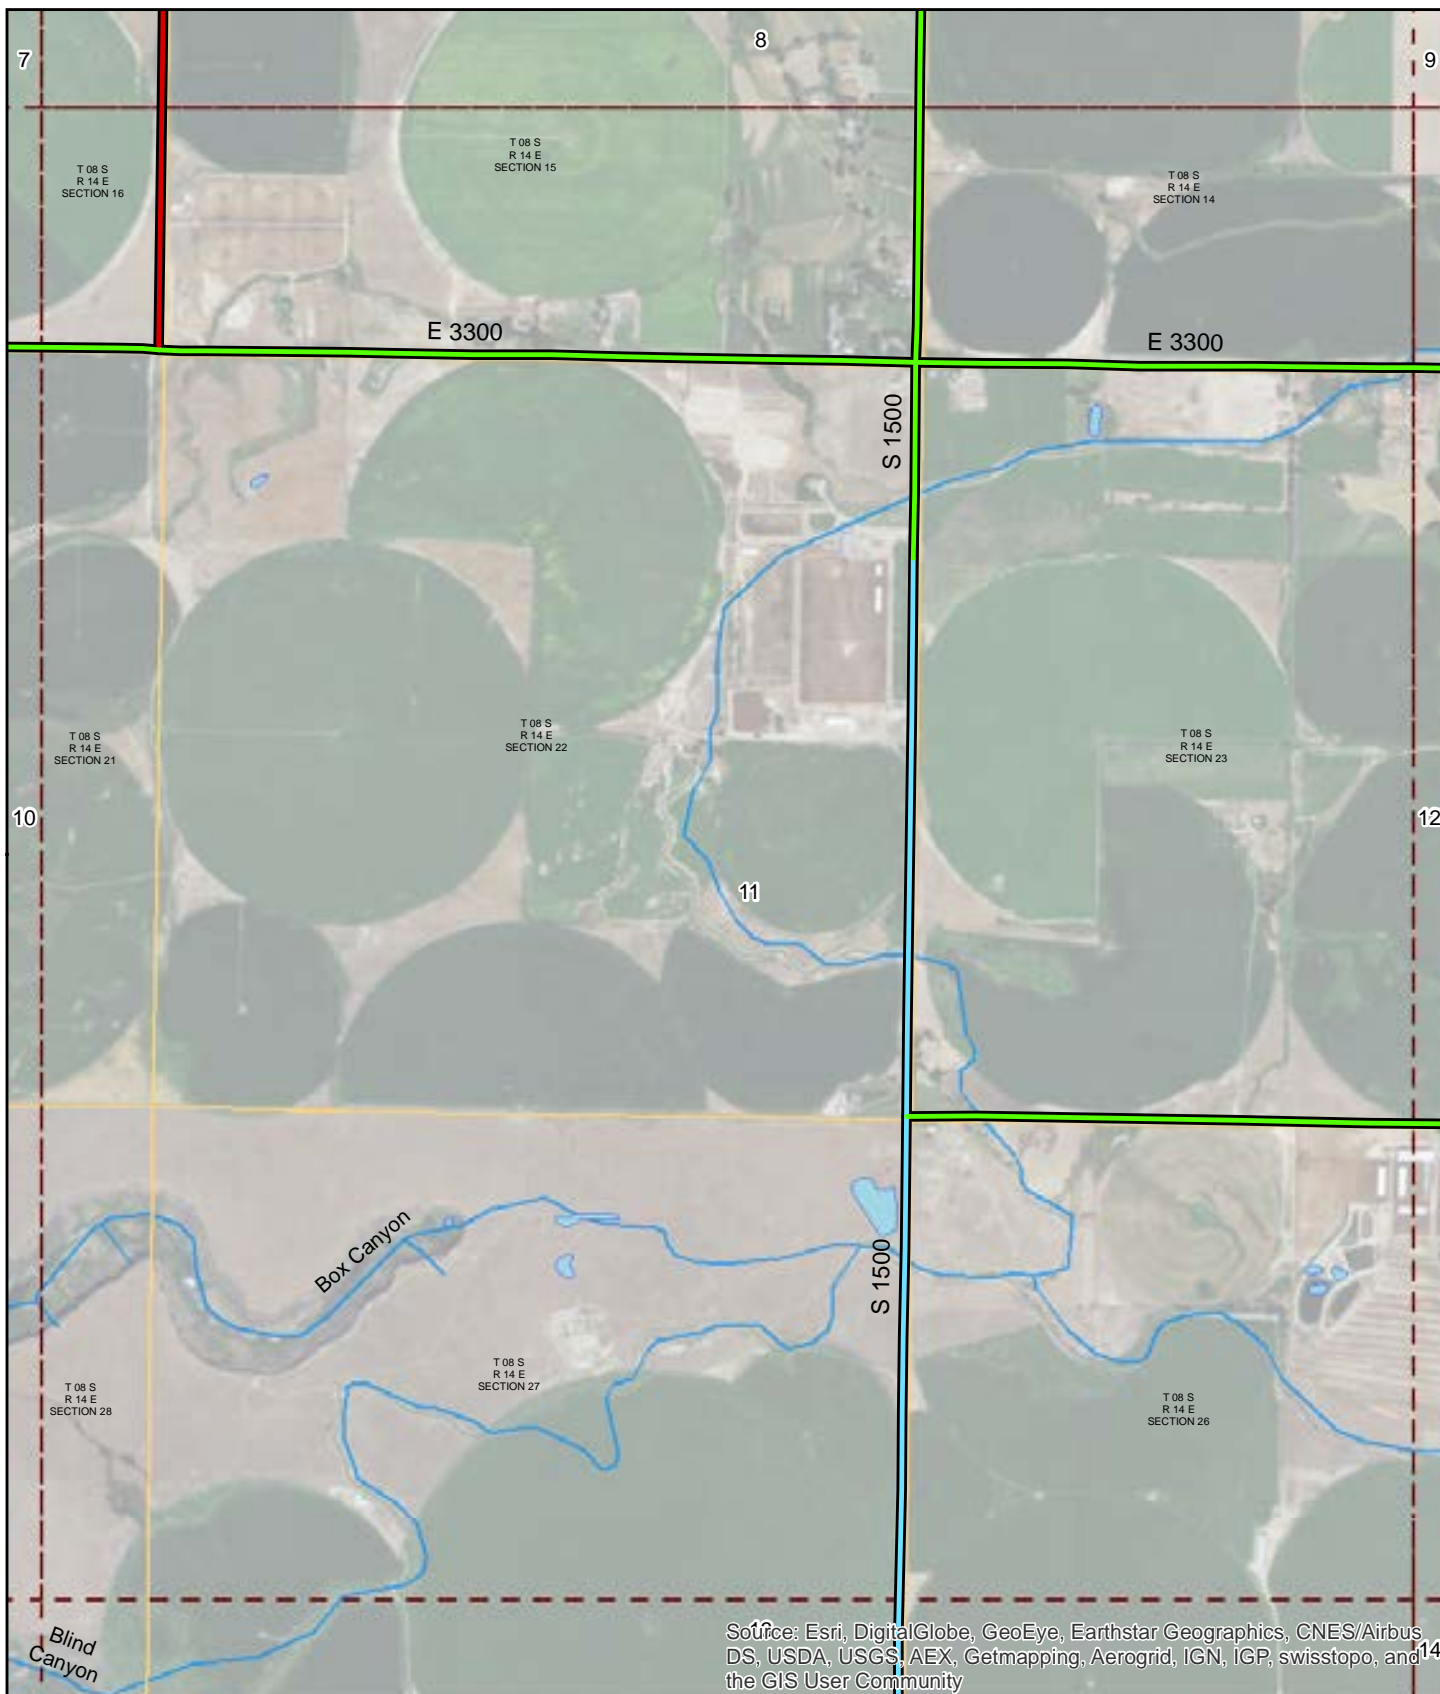 7
8
9
T 08 S
R 14 E
SECTION 16
T 08 S
R 14 E
SECTION 15
T 08 S
R 14 E
SECTION 14
E 3300
E 3300
S 1500
T 08 S
R 14 E
SECTION 21
T 08 S
R 14 E
SECTION 22
T 08 S
R 14 E
SECTION 23
10
11
12
Box Canyon
S 1500
T 08 S
R 14 E
SECTION 28
T 08 S
R 14 E
SECTION 27
T 08 S
R 14 E
SECTION 26
Blind
Canyon
Source: Esri, DigitalGlobe, GeoEye, Earthstar Geographics, CNES/Airbus
DS, USDA, USGS, AEX, Getmapping, Aerogrid, IGN, IGP, swisstopo, and
the GIS User Community
14